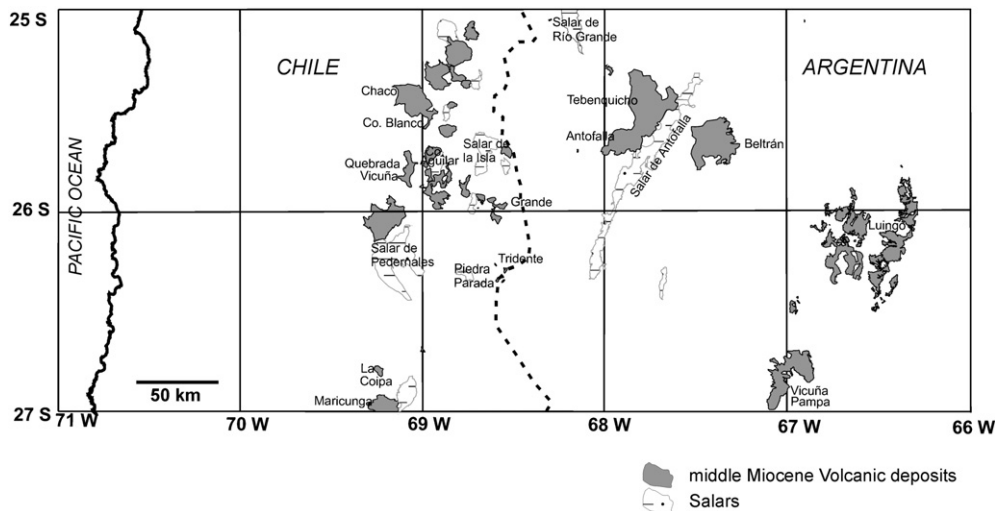 25 S
Salar de
Río Grande
CHILE
ARGENTINA
Chaco
Tebenquicho
Co. Blanco
Antofalla
Salar de
la Isla
Co.
Aguilar
Beltrán
Quebrada
Vicuña
Salar de Antofalla
PACIFIC OCEAN
Grande
26 S
Luingo
Salar de
Pedernales
Tridente
Piedra
Parada
La
Coipa
50 km
Maricunga
Vicuña
Pampa
27 S
71 W
70 W
69 W
68 W
67 W
66 W
middle Miocene Volcanic deposits
Salars